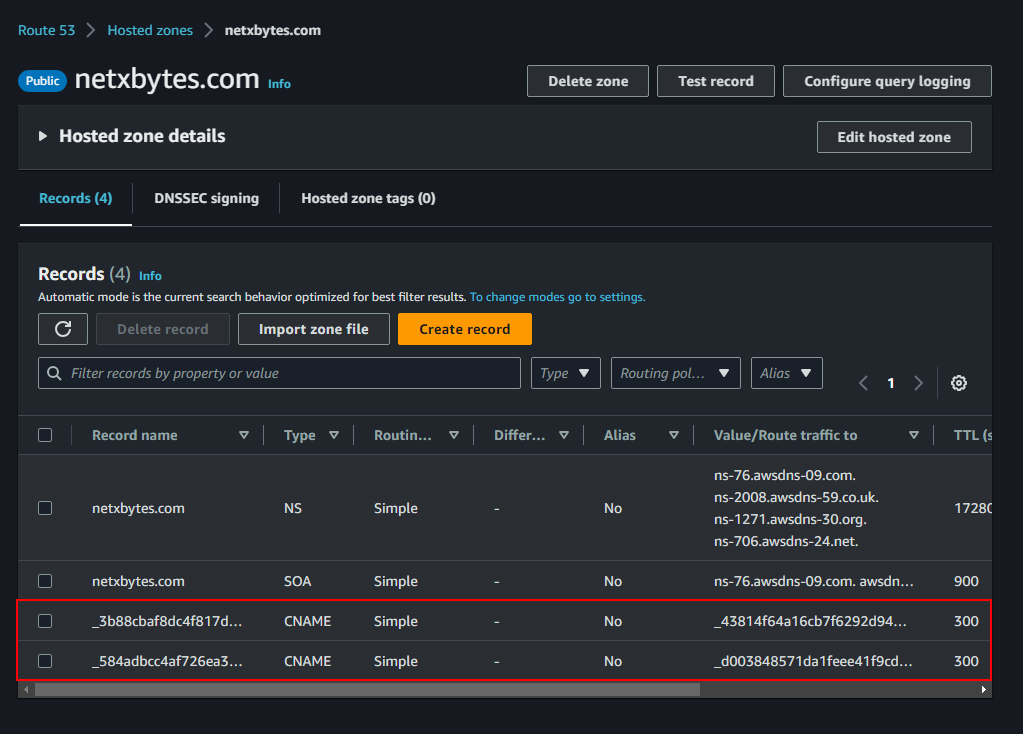 Route 53 > Hosted zones > netxbytes.com
Public netxbytes.com Info
Delete zone Test record Configure query logging
Hosted zone details
Edit hosted zone
Records (4) DNSSEC signing Hosted zone tags (0)
Records (4) Info
Automatic mode is the current search behavior optimized for best filter results. To change modes go to settings.
Delete record Import zone file Create record
Filter records by property or value Type Routing pol... Alias 1
Record name Type Routin... Differ... Alias Value/Route traffic to TTL (s
ns-76.awsdns-09.com.
ns-2008.awsdns-59.co.uk.
netxbytes.com NS Simple - No 17280
ns-1271.awsdns-30.org.
ns-706.awsdns-24.net.
netxbytes.com SOA Simple - No ns-76.awsdns-09.com. awsdn... 900
_3b88cbaf8dc4f817d... CNAME Simple - No _43814f64a16cb7f6292d94... 300
_584adbcc4af726ea3... CNAME Simple - No _d003848571da1feee41f9cd... 300